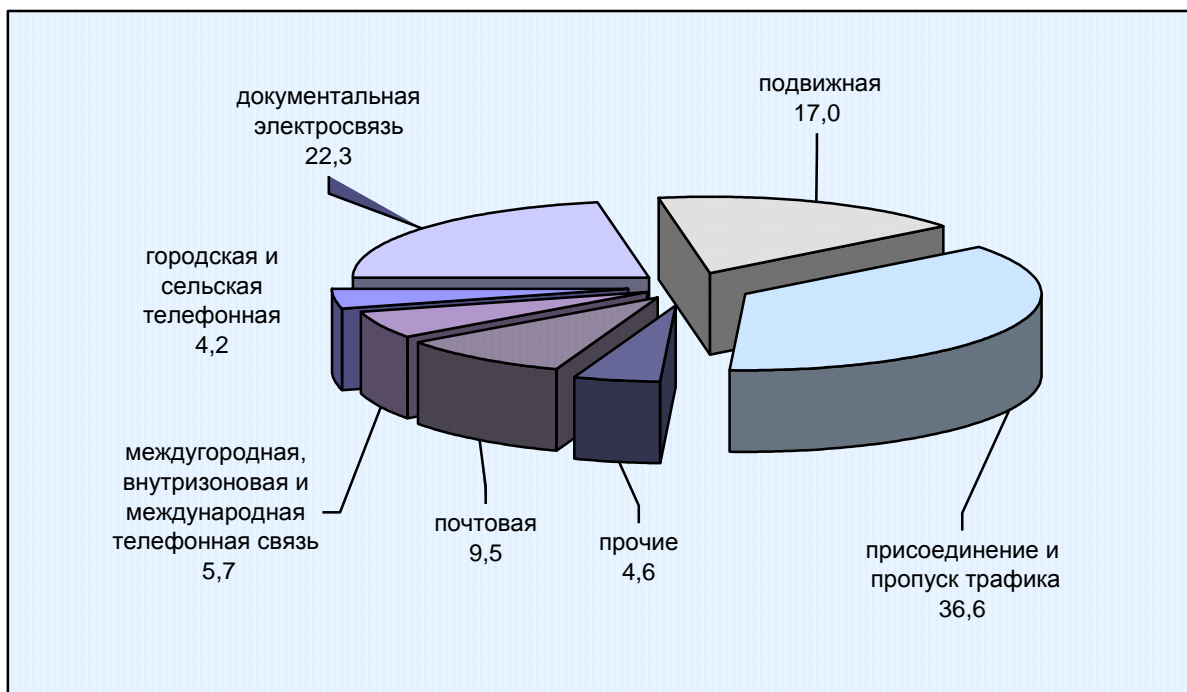 документальная
электросвязь
22,3
подвижная
17,0
городская и
сельская
телефонная
4,2
междугородная,
внутризоновая и
международная
телефонная связь
5,7
почтовая
9,5
прочие
4,6
присоединение и
пропуск трафика
36,6